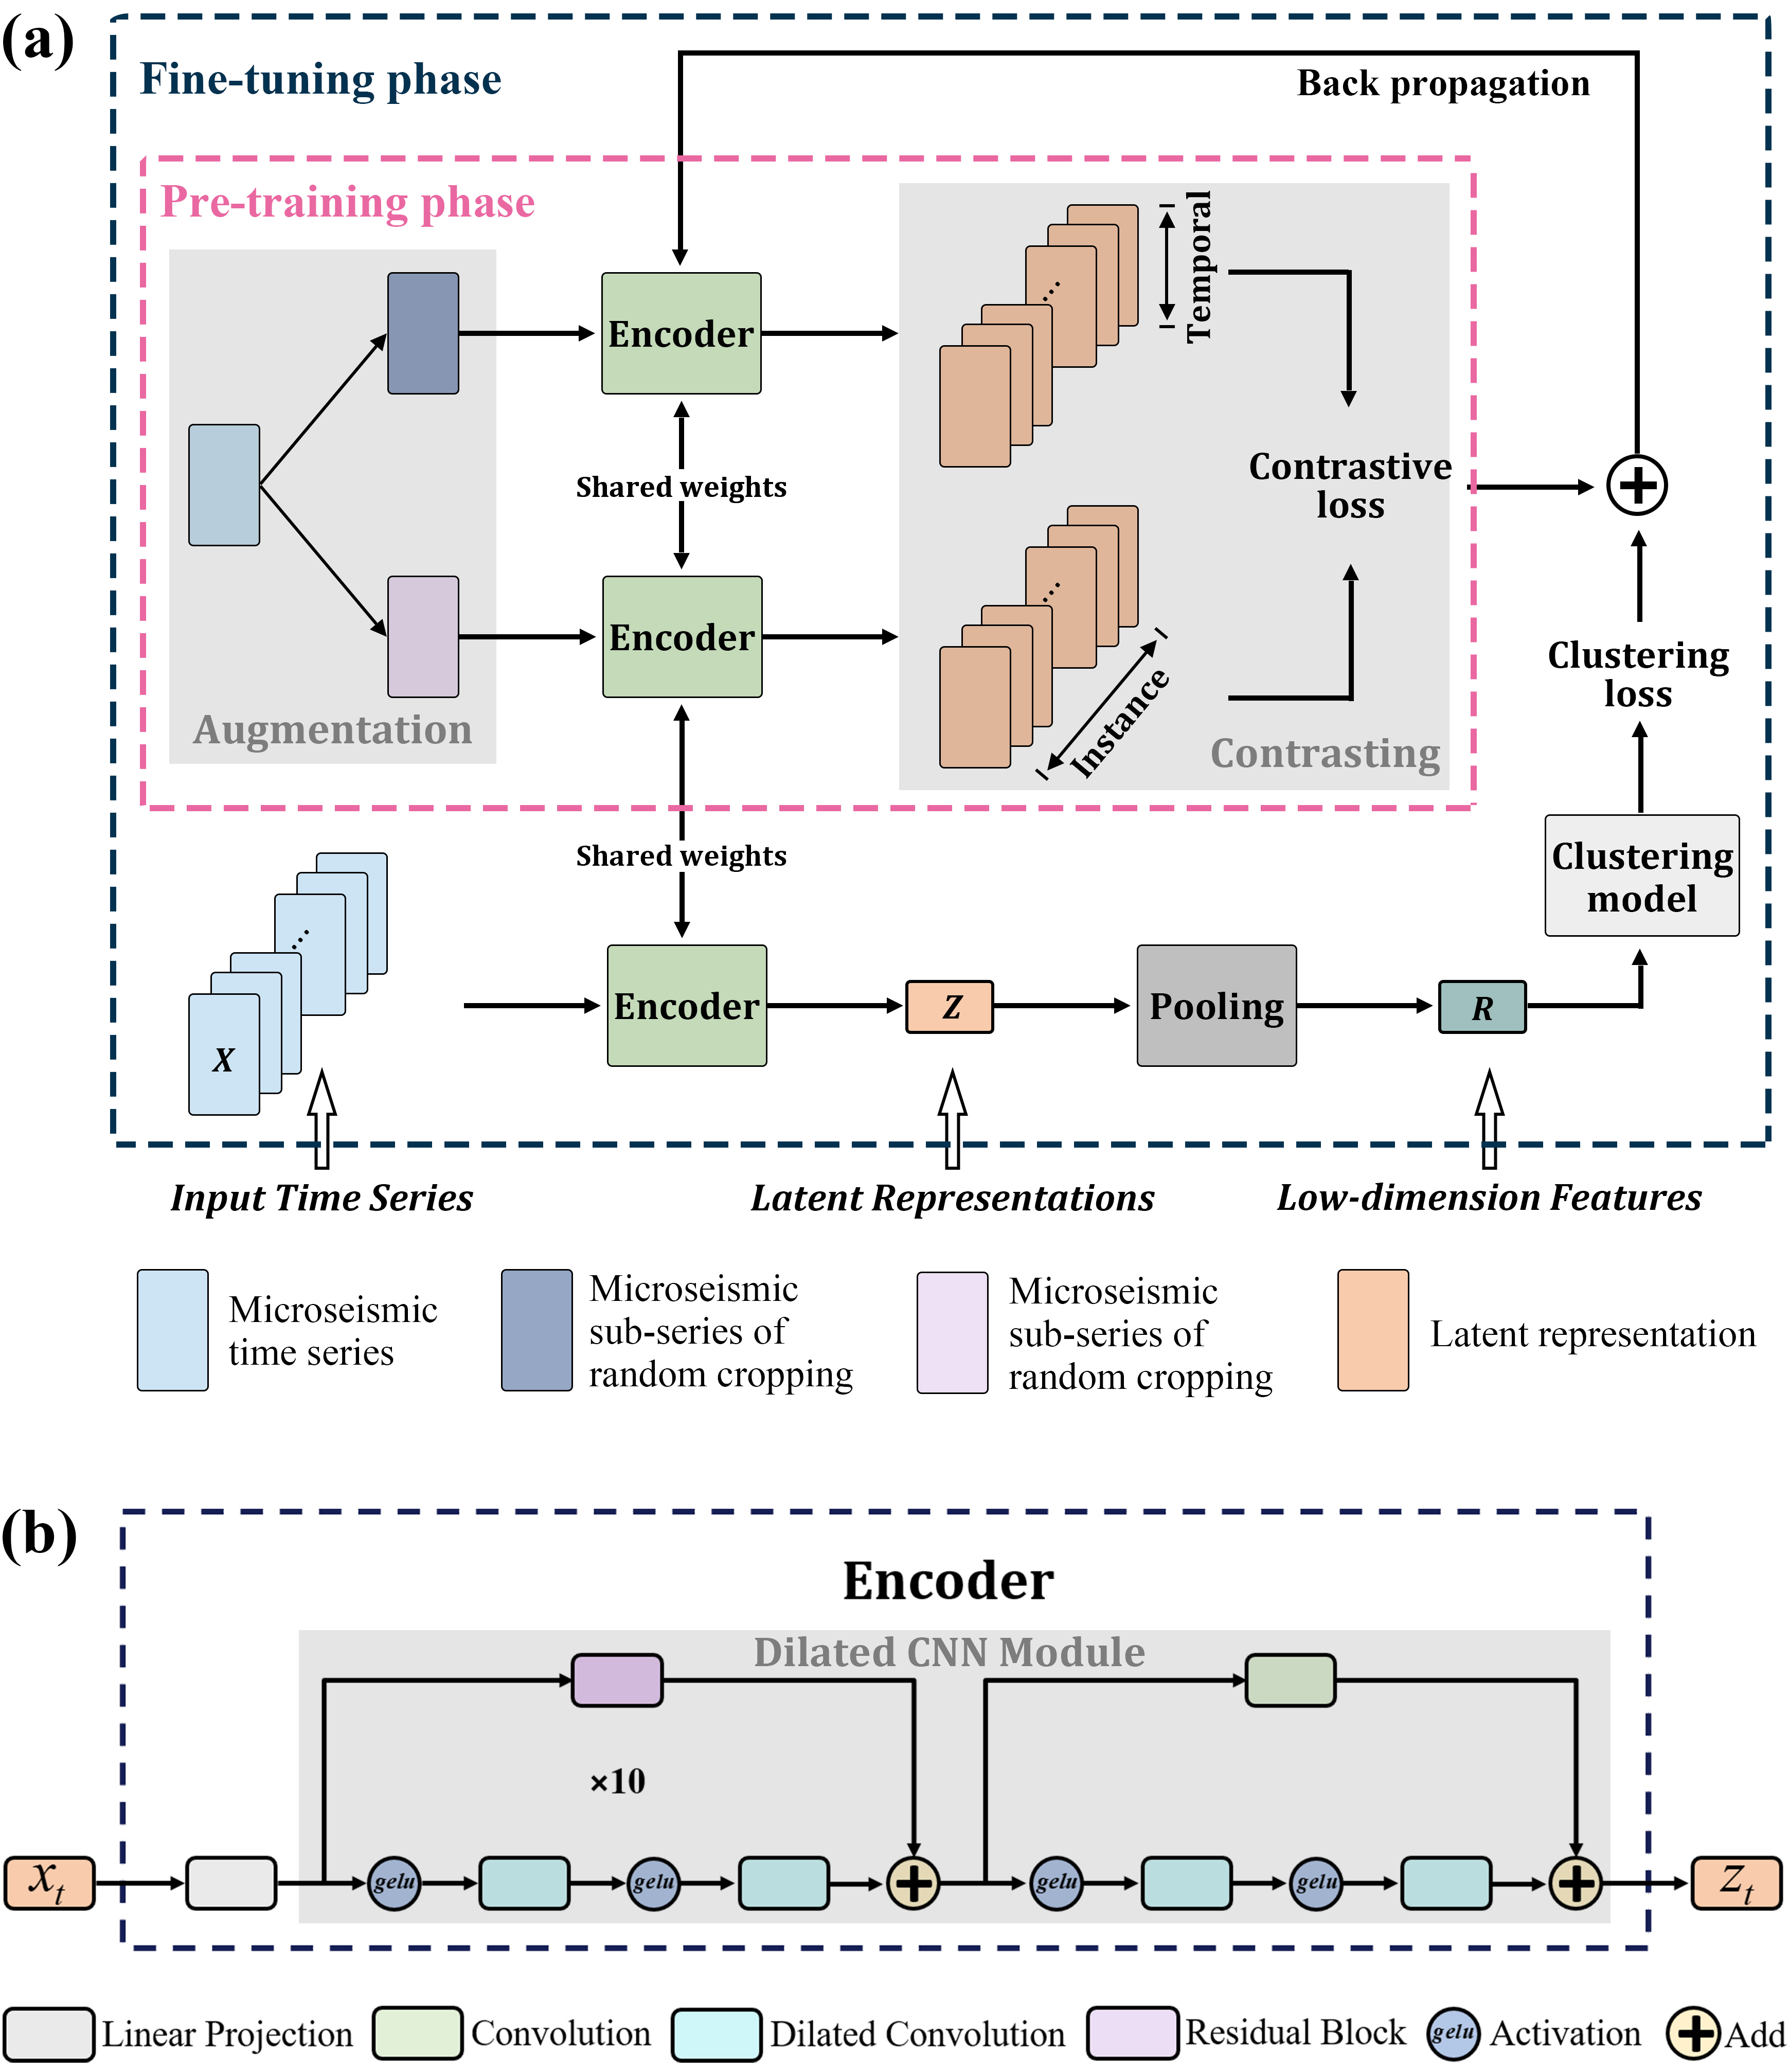 (a)
Fine-tuning phase
Back propagation
Pre-training phase
Temporal
Encoder
Contrastive
loss
Shared weights
Encoder
Instance
Clustering
loss
Augmentation
Contrasting
Shared weights
Clustering
model
X
Encoder
Z
Pooling
R
Input Time Series
Latent Representations
Low-dimension Features
Microseismic
time series
Microseismic
sub-series of
random cropping
Microseismic
sub-series of
random cropping
Latent representation
(b)
Encoder
Dilated CNN Module
×10
x_t
gelu
gelu
gelu
gelu
z_t
Linear Projection
Convolution
Dilated Convolution
Residual Block
gelu
Activation
Add